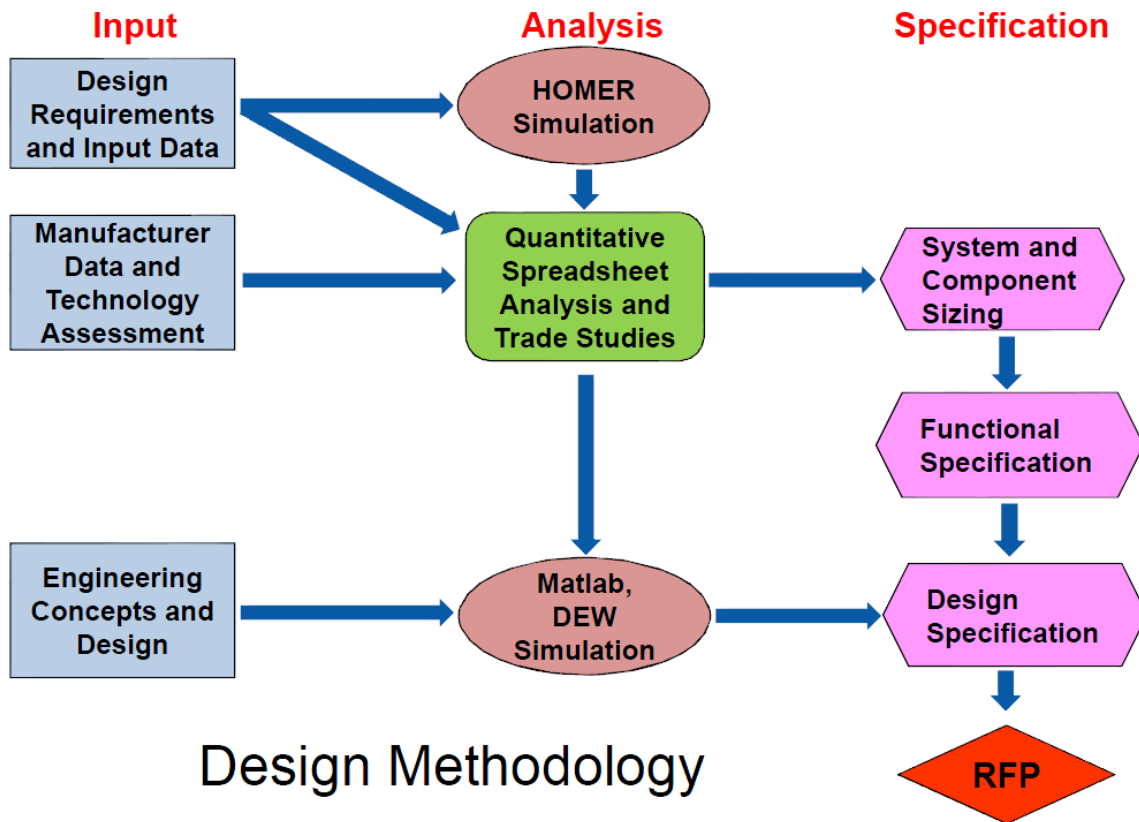 Input
Analysis
Specification
Design
Requirements
and Input Data
HOMER
Simulation
Manufacturer
Data and
Technology
Assessment
Quantitative
Spreadsheet
Analysis and
Trade Studies
System and
Component
Sizing
Functional
Specification
Engineering
Concepts and
Design
Matlab,
DEW
Simulation
Design
Specification
Design Methodology
RFP